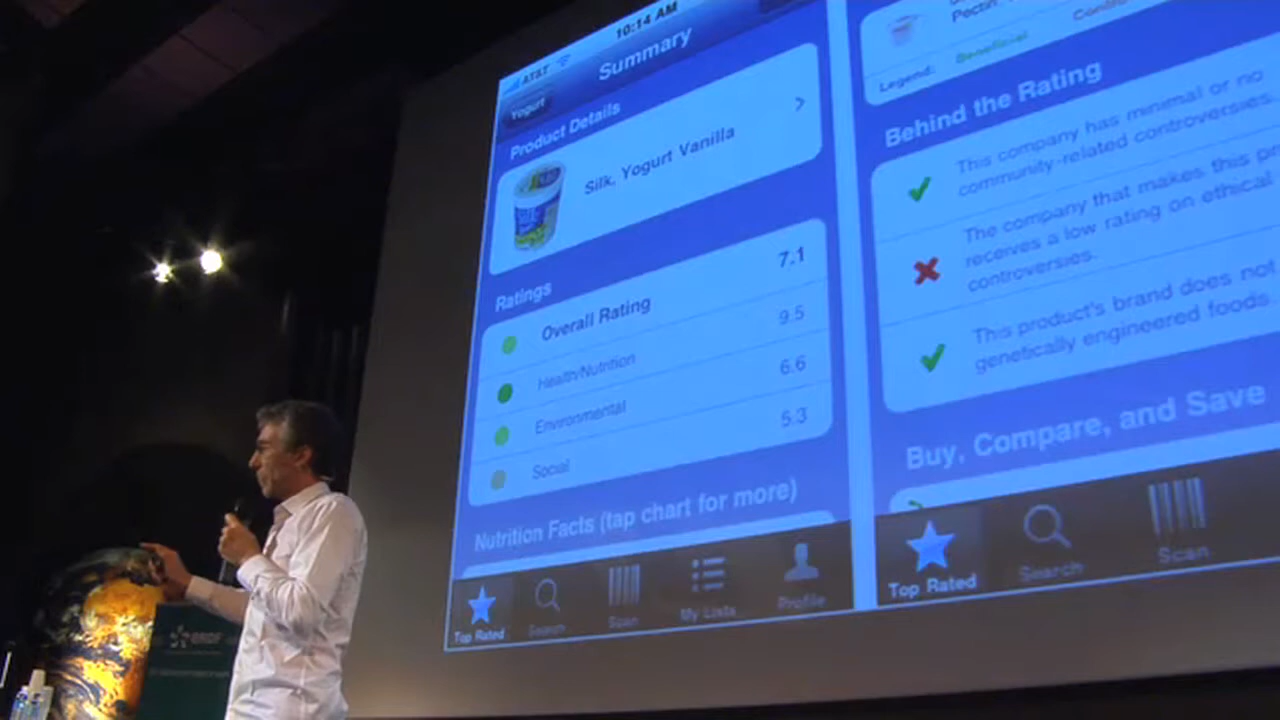 AT&T 10:14 AM
Yogurt Summary
Product Details
Silk, Yogurt Vanilla
Ratings
Overall Rating 7.1
Health/Nutrition 9.5
Environmental 6.6
Social 5.3
Nutrition Facts (tap chart for more)
Top Rated Search Scan My Lists Profile
Pectin
Legend: Beneficial
Behind the Rating
This company has minimal or no
community-related controversies.
The company that makes this
receives a low rating on ethical
controversies.
This product's brand does not
genetically engineered foods.
Buy, Compare, and Save
Top Rated Search Scan
ERDF